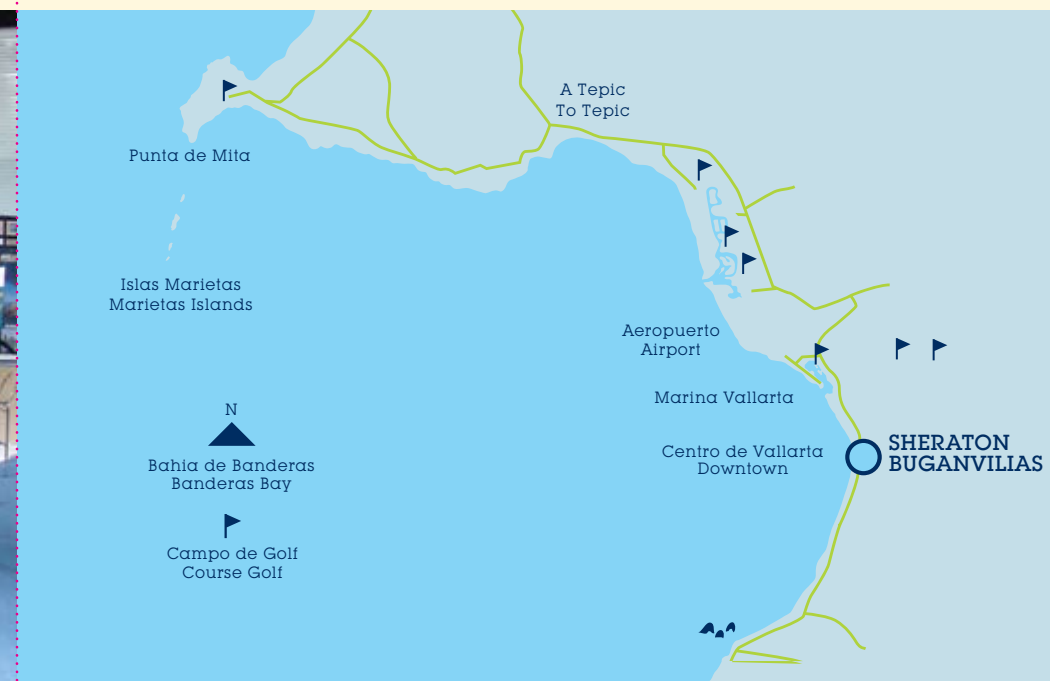 A Tepic
To Tepic
Punta de Mita
Islas Marietas
Marietas Islands
Aeropuerto
Airport
Marina Vallarta
N
Centro de Vallarta
Downtown
SHERATON
BUGANVILIAS
Bahia de Banderas
Banderas Bay
Campo de Golf
Course Golf